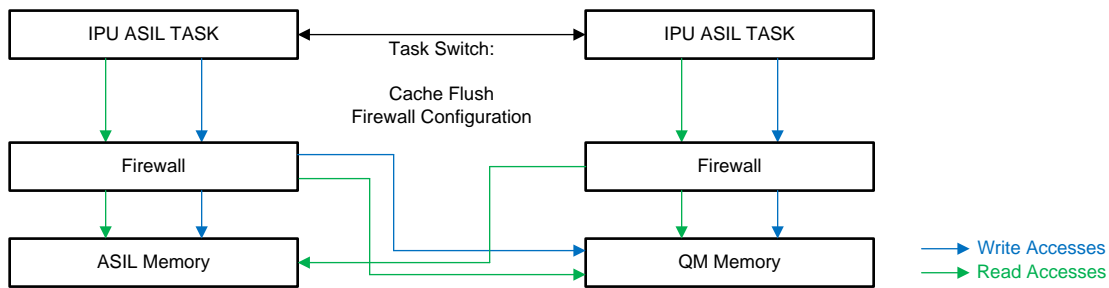 IPU ASIL TASK
IPU ASIL TASK
Task Switch:
Cache Flush
Firewall Configuration
Firewall
Firewall
ASIL Memory
QM Memory
Write Accesses
Read Accesses